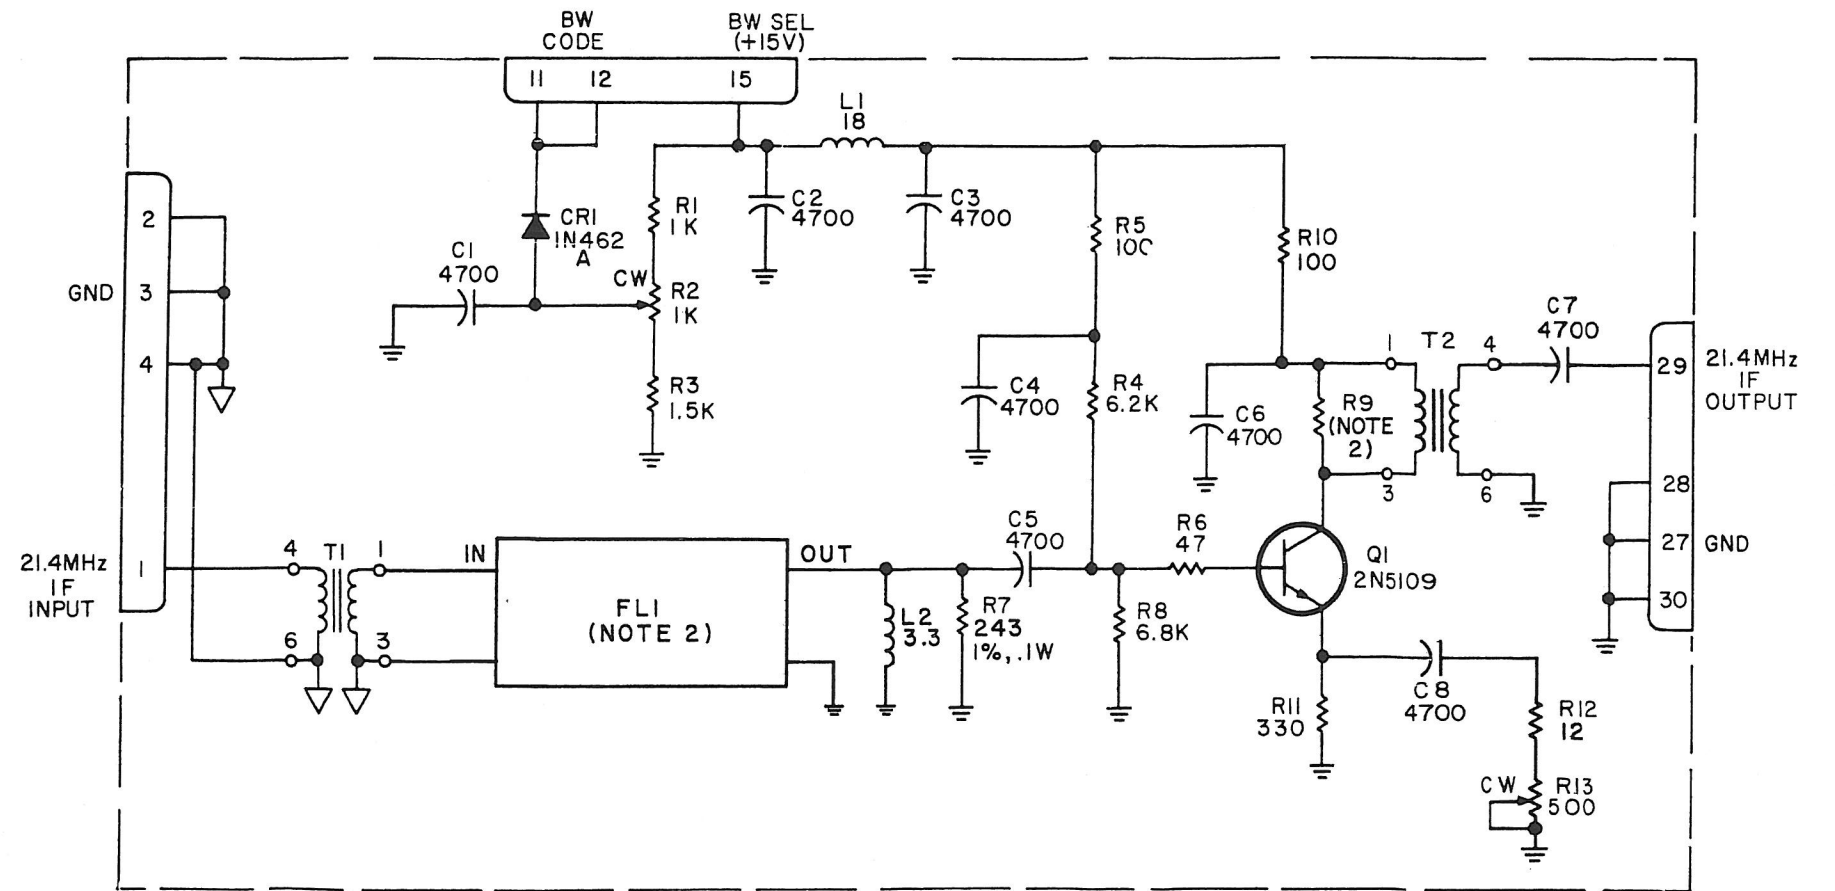 BW
CODE
BW SEL
(+15V)
11
12
15
L1
18
2
3
4
1
GND
C1
4700
CR1
1N462
A
CW
R1
1K
R2
1K
R3
1.5K
C2
4700
C3
4700
R5
100
R10
100
C4
4700
R4
6.2K
C6
4700
R9
(NOTE
2)
1
T2
4
3
6
C7
4700
29
28
27
30
21.4MHz
IF
OUTPUT
GND
21.4MHz
IF
INPUT
4
T1
1
6
3
IN
OUT
FL1
(NOTE 2)
L2
3.3
R7
243
1%,.1W
C5
4700
R6
47
R8
6.8K
Q1
2N5109
R11
330
C8
4700
R12
12
CW
R13
500